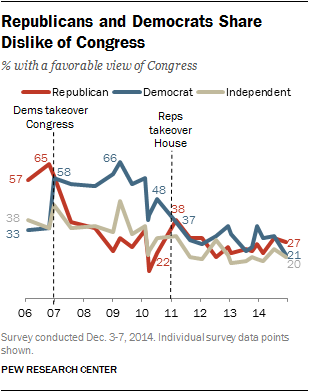 Republicans and Democrats Share
Dislike of Congress
% with a favorable view of Congress
Republican Democrat Independent
Dems takeover
Congress
Reps
takeover
House
57
65
58
66
48
38
37
22
38
33
27
21
20
06 07 08 09 10 11 12 13 14
Survey conducted Dec. 3-7, 2014. Individual survey data points
shown.
PEW RESEARCH CENTER